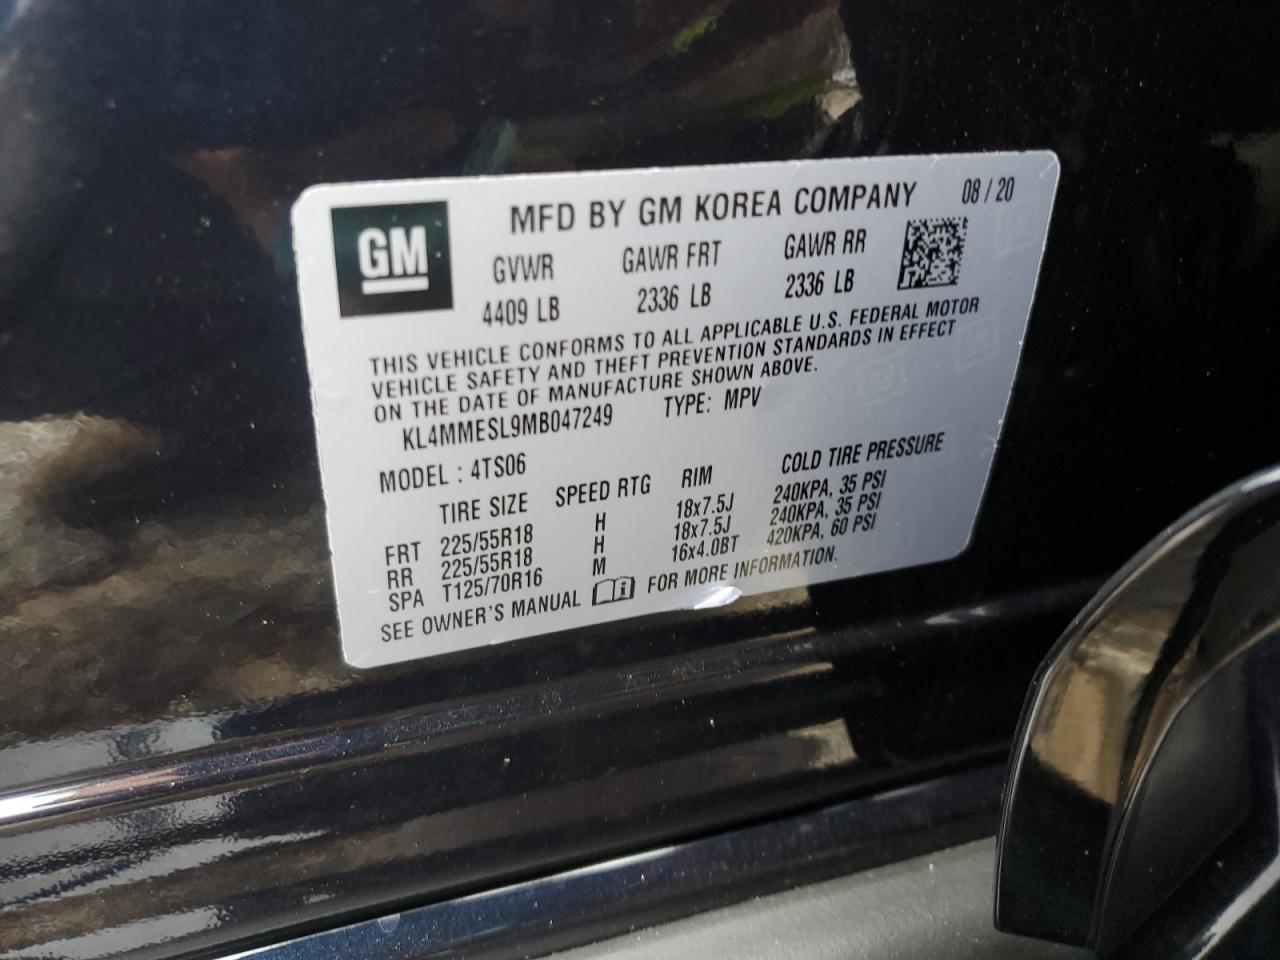 GM
MFD BY GM KOREA COMPANY 08 / 20
GVWR GAWR FRT GAWR RR
4409 LB 2336 LB 2336 LB
THIS VEHICLE CONFORMS TO ALL APPLICABLE U.S. FEDERAL MOTOR
VEHICLE SAFETY AND THEFT PREVENTION STANDARDS IN EFFECT
ON THE DATE OF MANUFACTURE SHOWN ABOVE.
KL4MMESL9MB047249 TYPE: MPV
MODEL : 4TS06
TIRE SIZE SPEED RTG RIM COLD TIRE PRESSURE
FRT 225/55R18 H 18x7.5J 240KPA, 35 PSI
RR 225/55R18 H 18x7.5J 240KPA, 35 PSI
SPA T125/70R16 M 16x4.0BT 420KPA, 60 PSI
SEE OWNER'S MANUAL i FOR MORE INFORMATION.